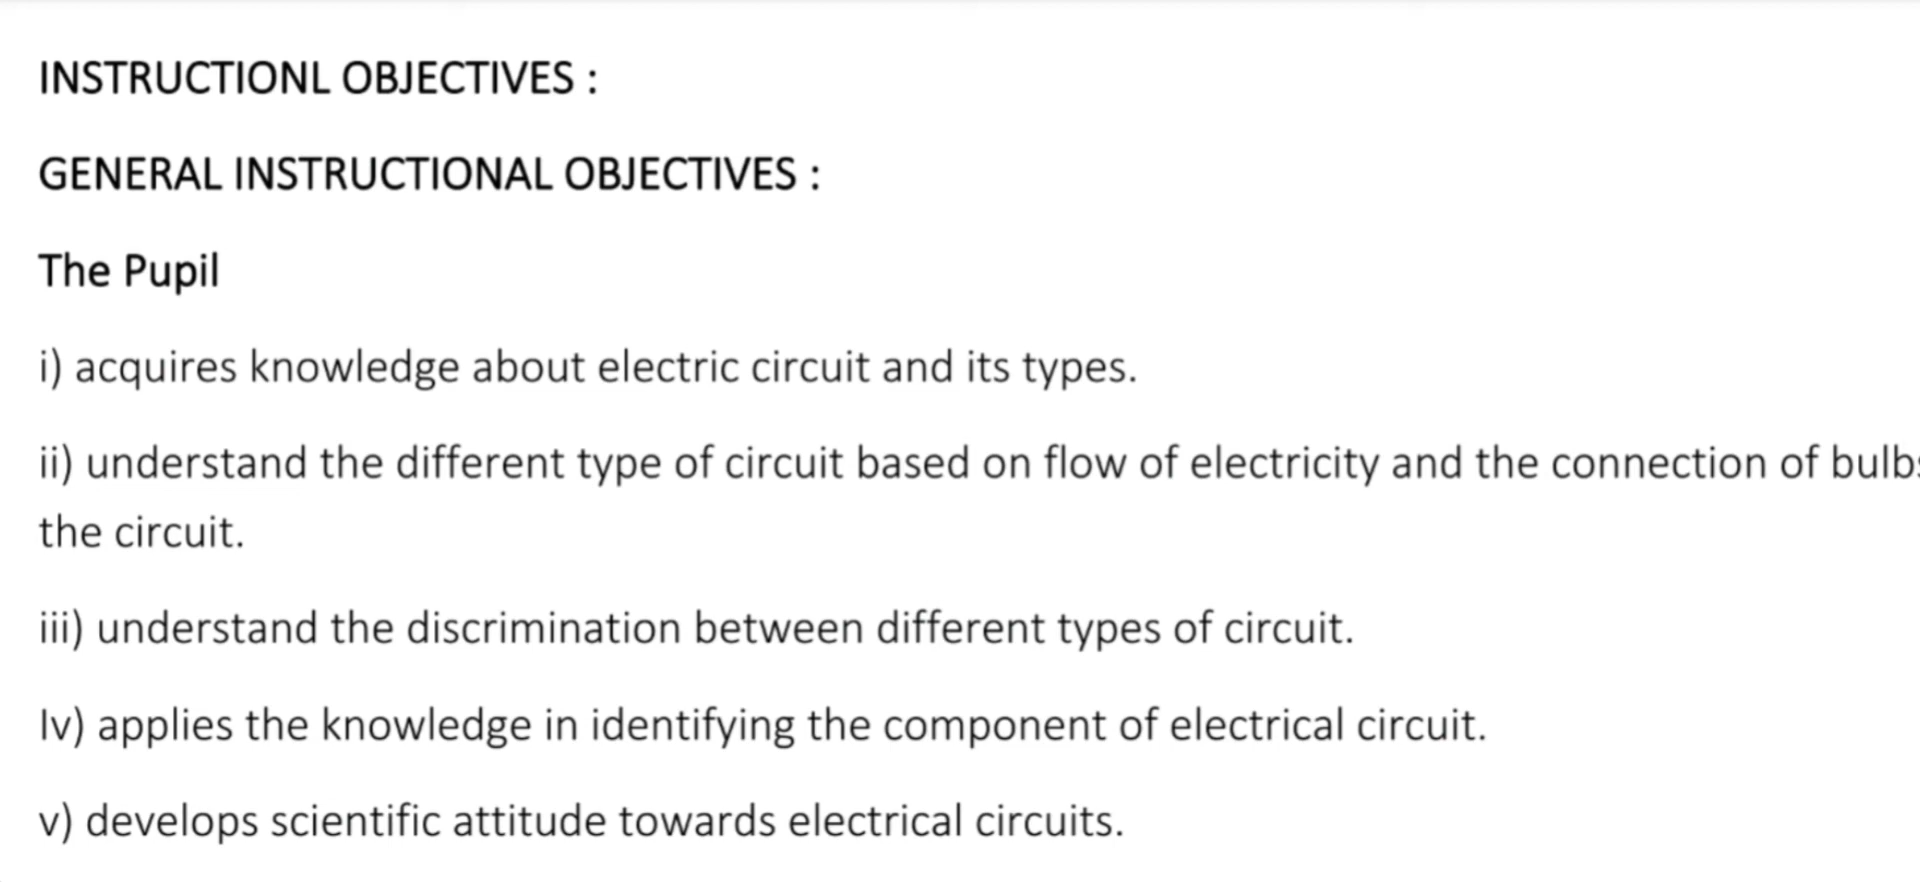 INSTRUCTIONL OBJECTIVES :
GENERAL INSTRUCTIONAL OBJECTIVES :
The Pupil
i) acquires knowledge about electric circuit and its types.
ii) understand the different type of circuit based on flow of electricity and the connection of bulbs
the circuit.
iii) understand the discrimination between different types of circuit.
Iv) applies the knowledge in identifying the component of electrical circuit.
v) develops scientific attitude towards electrical circuits.